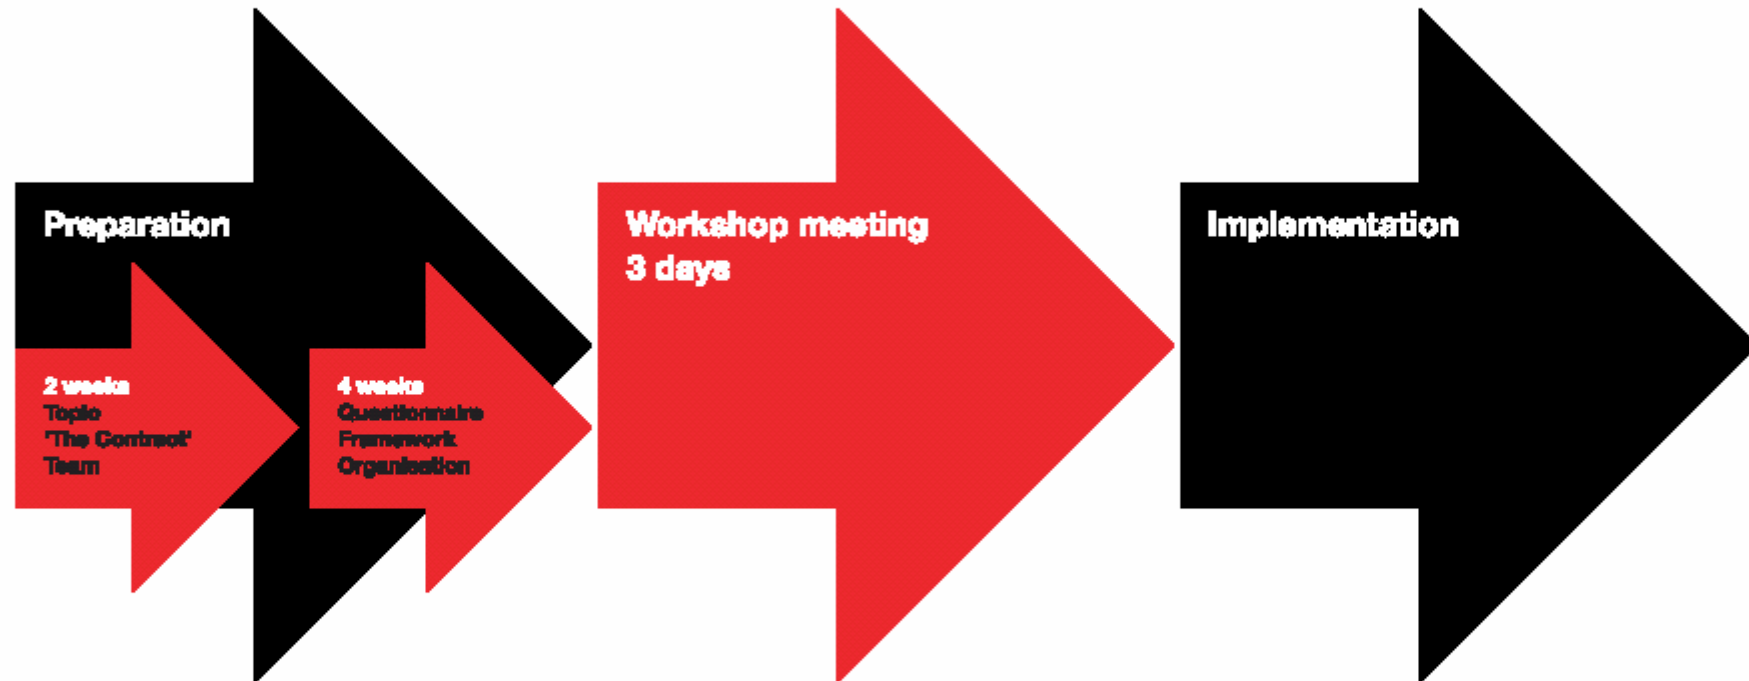 Preparation
2 weeks
Topic
'The Contract'
Team
4 weeks
Questionnaire
Framework
Organisation
Workshop meeting
3 days
Implementation